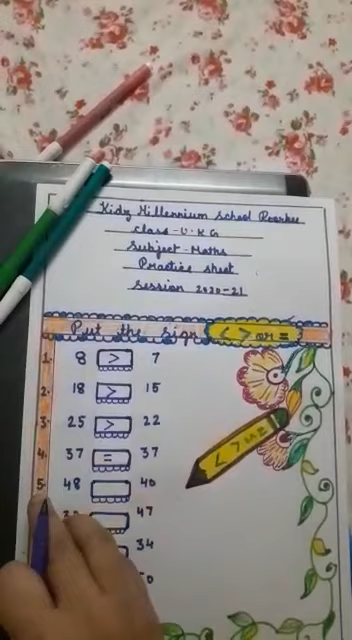 Kidz Millennium School Roorkee
Class - U.K.G
Subject - Maths
Practice sheet
Session 2020-21
Put the sign < > or =
1. 8 > 7
2. 18 > 15
3. 25 > 22
4. 37 = 37
5. 48 40
47
34
< > or =